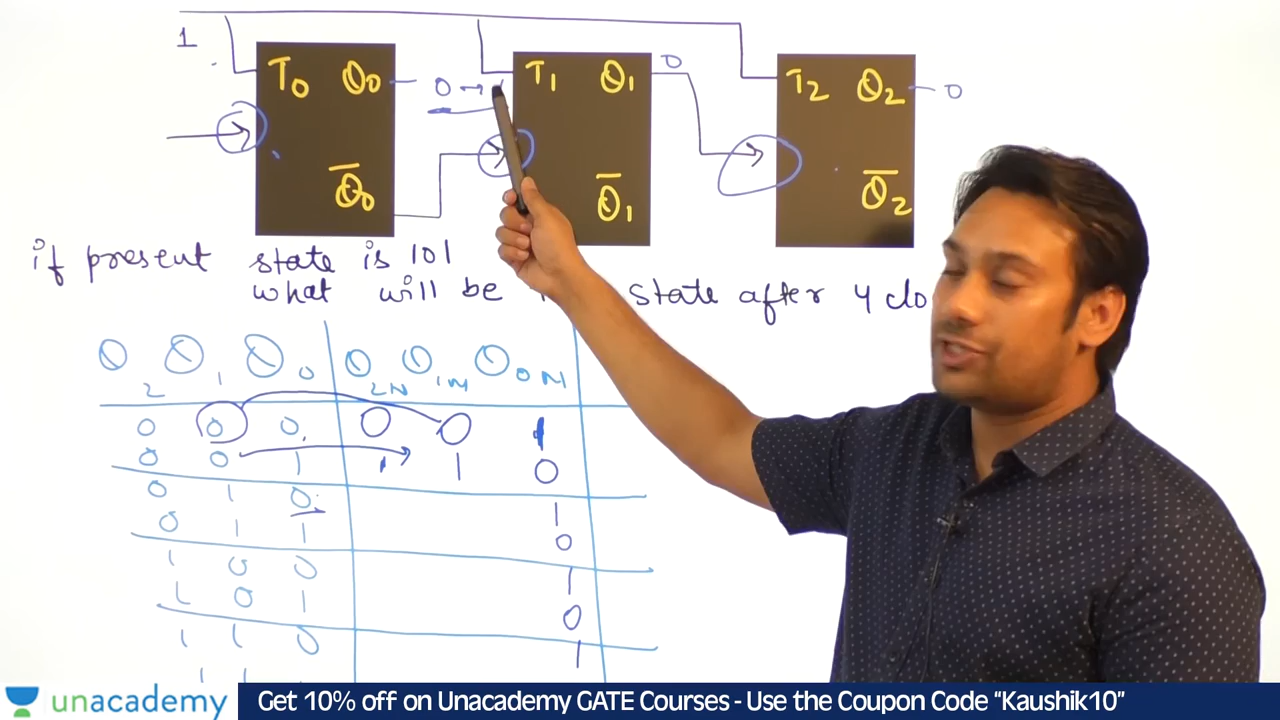 1
T0 Q0 0 → T1 Q1 0 T2 Q2 0
Q̅0 Q̅1 Q̅2
if present state is 101
what will be state after 4 clo
Q2 Q1 Q0 Q2N Q1N Q0N
0 0 0 0 0 1
0 0 1 1 1 0
0 1 0 1
0 1 1 0
1 0 0 1
1 0 1 0
1 1 0 1
unacademy
Get 10% off on Unacademy GATE Courses - Use the Coupon Code “Kaushik10”